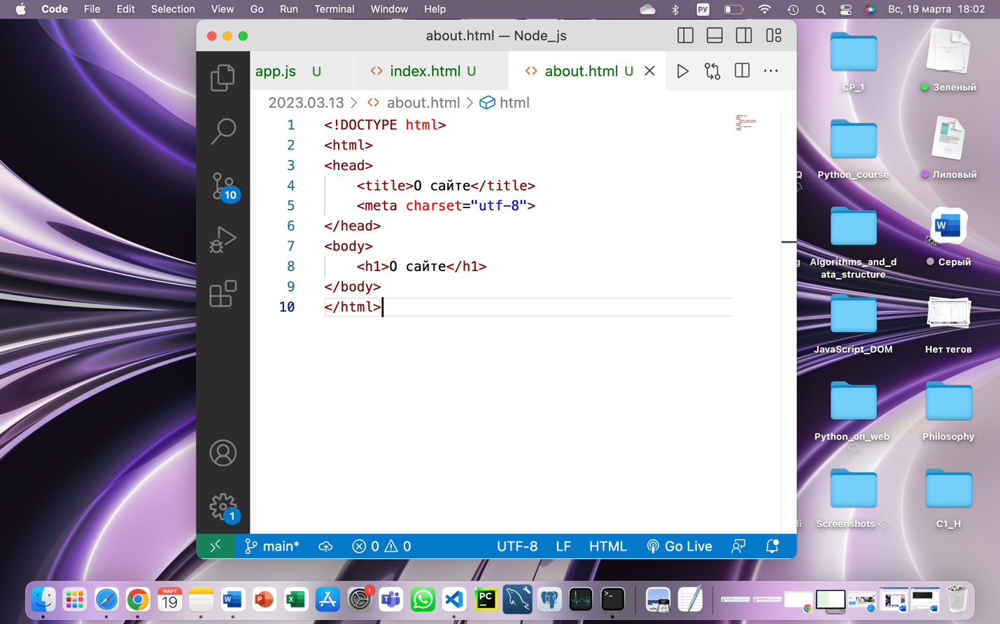 Code File Edit Selection View Go Run Terminal Window Help РУ Вс, 19 марта 18:02
about.html — Node_js
app.js U index.html U about.html U
2023.03.13 > about.html > html
1 <!DOCTYPE html>
2 <html>
3 <head>
4 <title>О сайте</title>
5 <meta charset="utf-8">
6 </head>
7 <body>
8 <h1>О сайте</h1>
9 </body>
10 </html>
10
1
main* 0 0 UTF-8 LF HTML Go Live
CP_1
Зеленый
Python_course
Лиловый
W
Algorithms_and_d
ata_structure
Серый
JavaScript_DOM
Нет тегов
Python_on_web
Philosophy
Screenshots
C1_H
МАРТ
19
W
P
X
1
T
PC
>_
node...